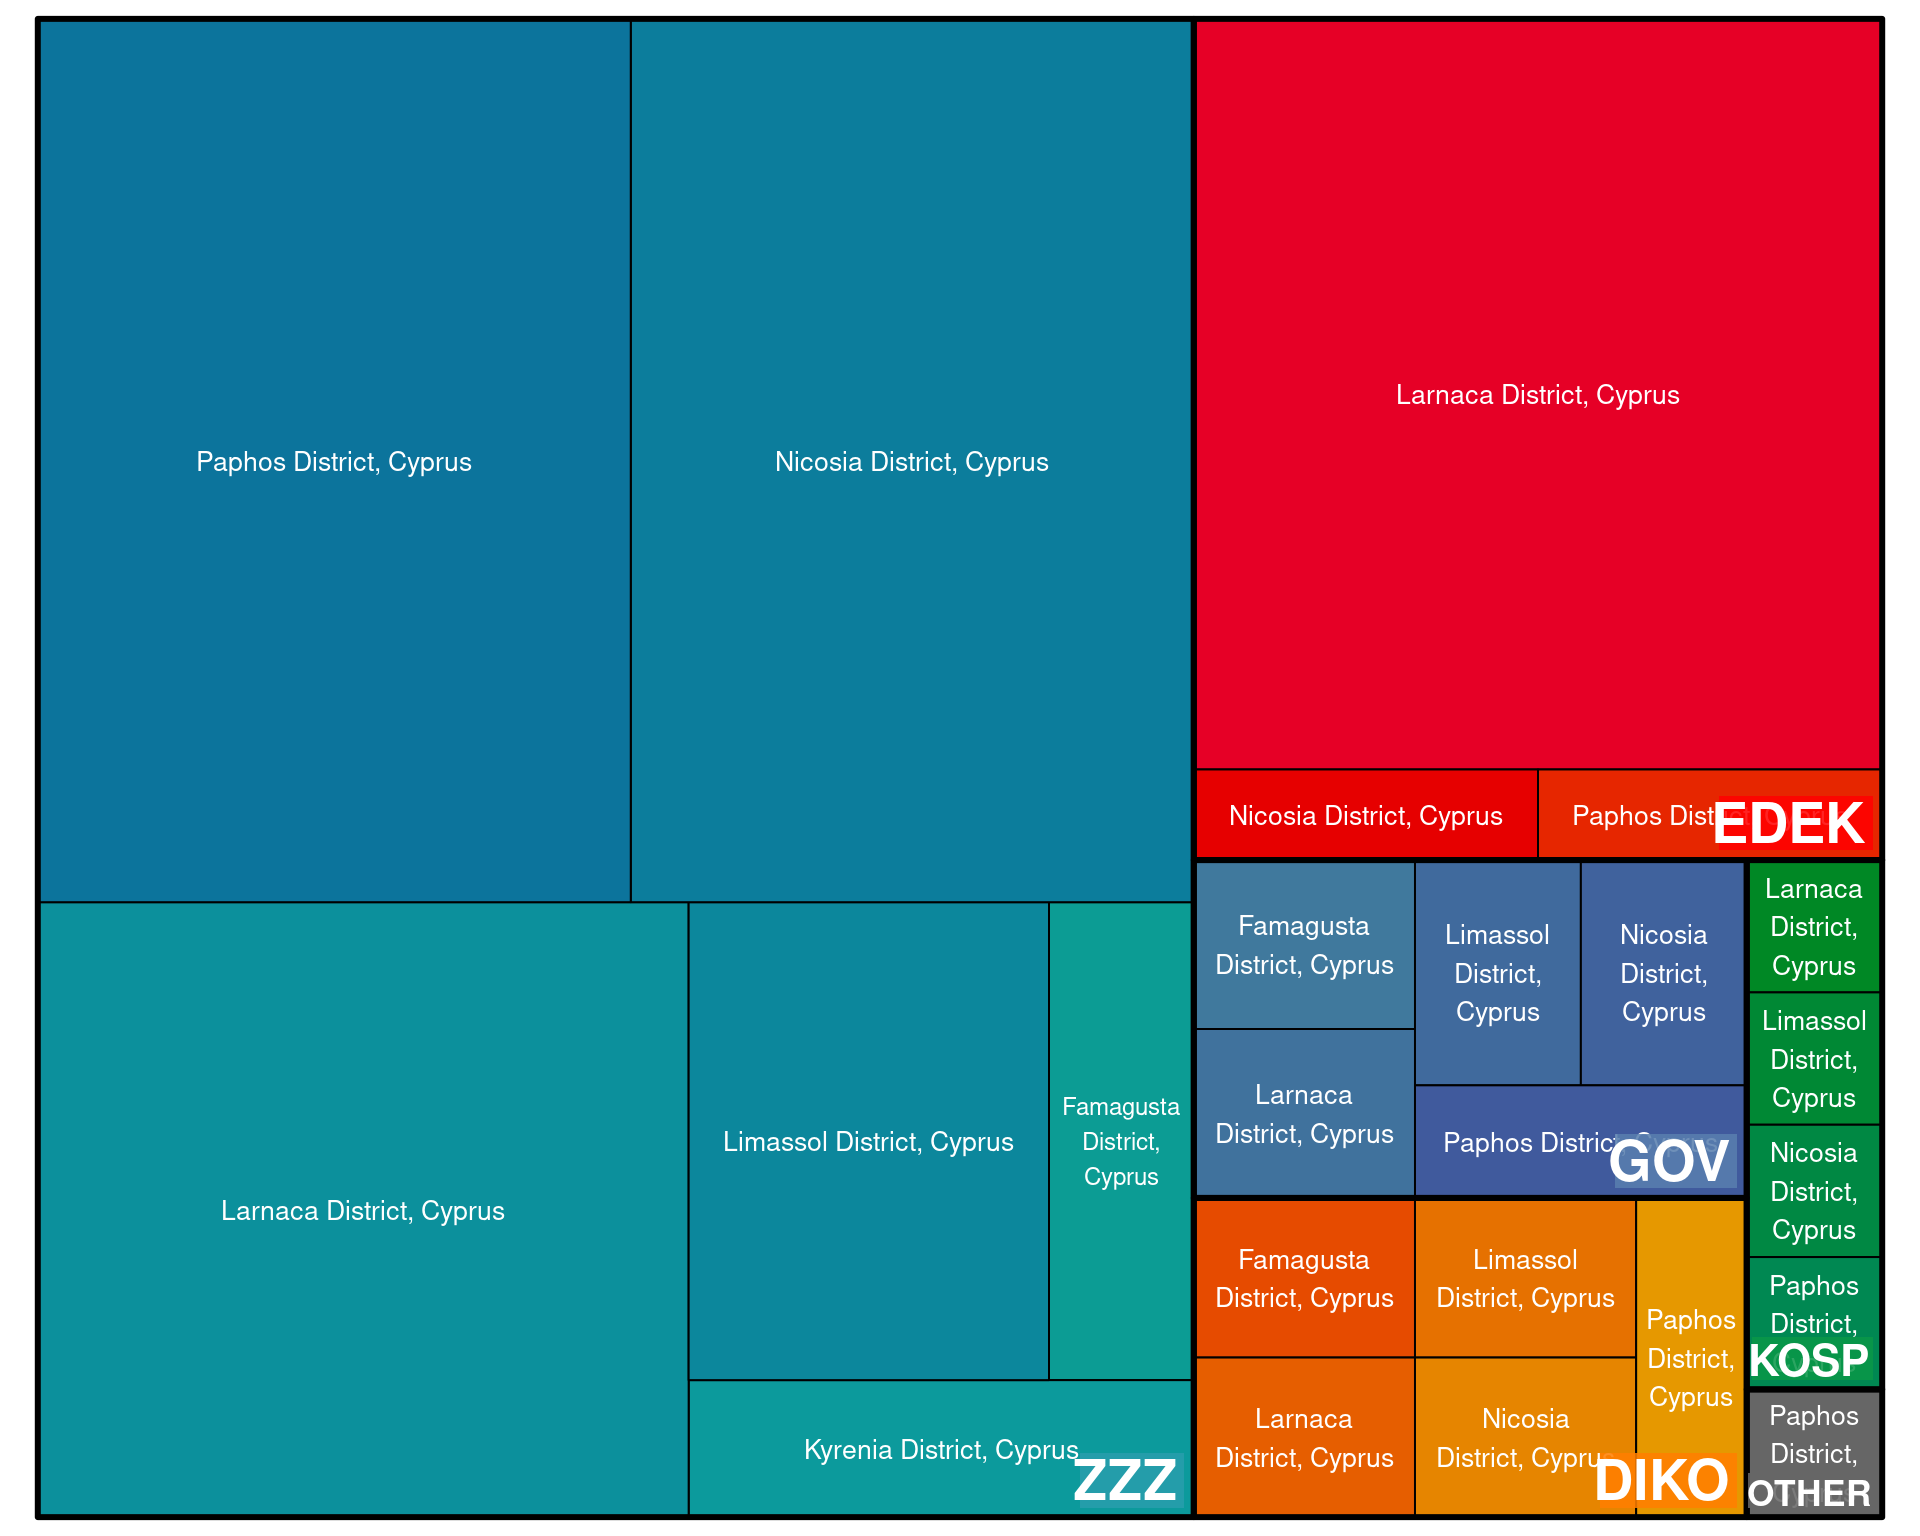 Paphos District, Cyprus
Nicosia District, Cyprus
Larnaca District, Cyprus
Limassol District, Cyprus
Famagusta
District,
Cyprus
Kyrenia District, Cyprus
ZZZ
Larnaca District, Cyprus
Nicosia District, Cyprus
Paphos District, Cyprus
EDEK
Famagusta
District, Cyprus
Larnaca
District, Cyprus
Limassol
District,
Cyprus
Nicosia
District,
Cyprus
Paphos District, Cyprus
GOV
Famagusta
District, Cyprus
Larnaca
District, Cyprus
Limassol
District, Cyprus
Nicosia
District, Cyprus
Paphos
District,
Cyprus
DIKO
Larnaca
District,
Cyprus
Limassol
District,
Cyprus
Nicosia
District,
Cyprus
Paphos
District,
KOSP
Paphos
District,
OTHER